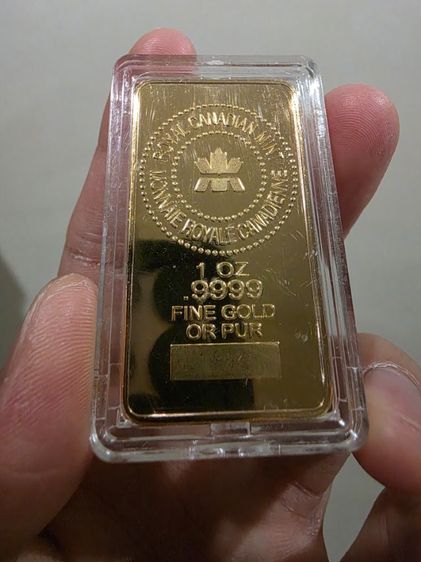 ROYAL CANADIAN MINT
MONNAIE ROYALE CANADIENNE
1 OZ
.9999
FINE GOLD
OR PUR